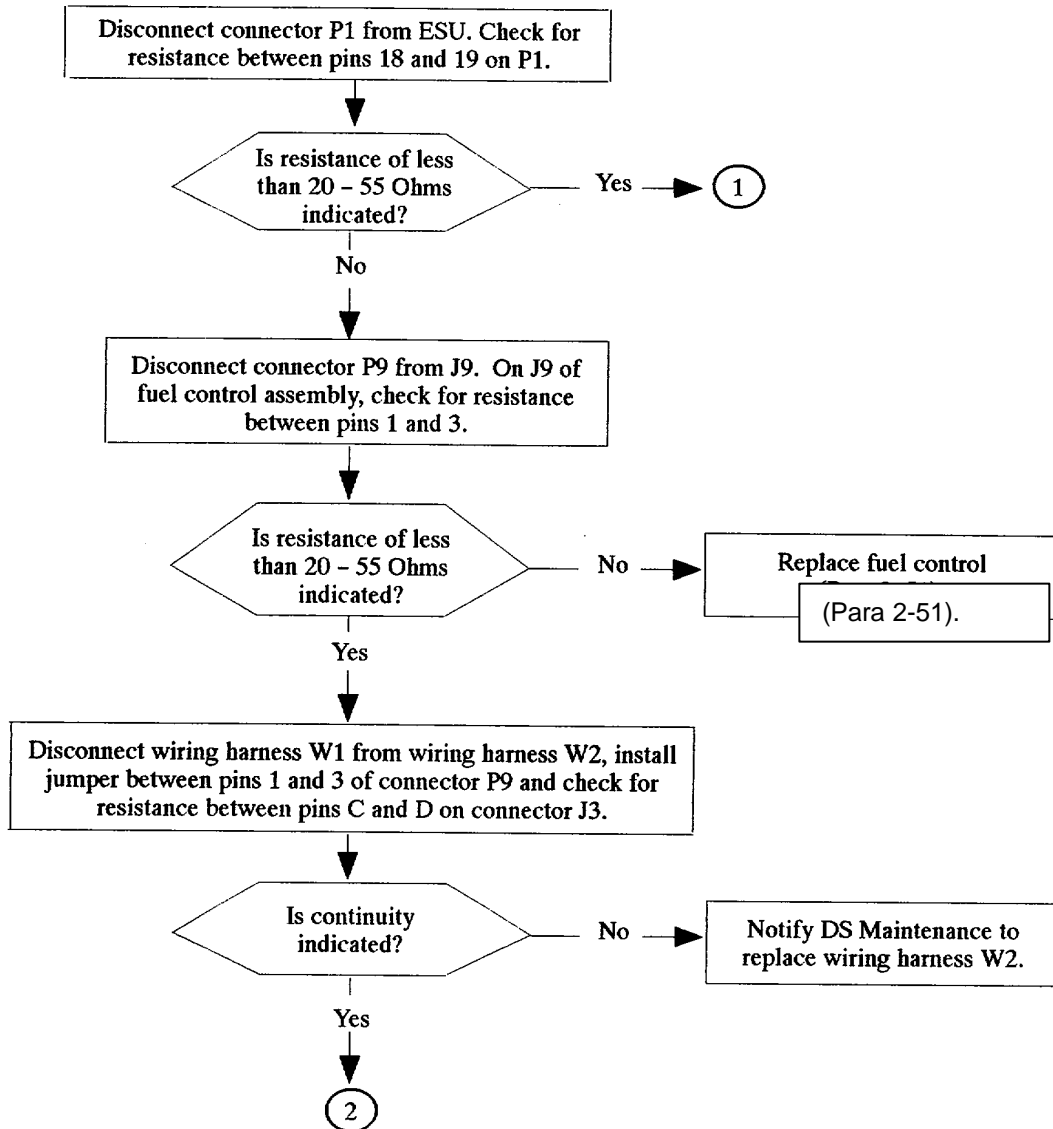 Disconnect connector P1 from ESU. Check for
resistance between pins 18 and 19 on P1.
Is resistance of less
than 20 – 55 Ohms
indicated?
Yes
1
No
Disconnect connector P9 from J9. On J9 of
fuel control assembly, check for resistance
between pins 1 and 3.
Is resistance of less
than 20 – 55 Ohms
indicated?
No
Replace fuel control
(Para 2-51).
Yes
Disconnect wiring harness W1 from wiring harness W2, install
jumper between pins 1 and 3 of connector P9 and check for
resistance between pins C and D on connector J3.
Is continuity
indicated?
No
Notify DS Maintenance to
replace wiring harness W2.
Yes
2